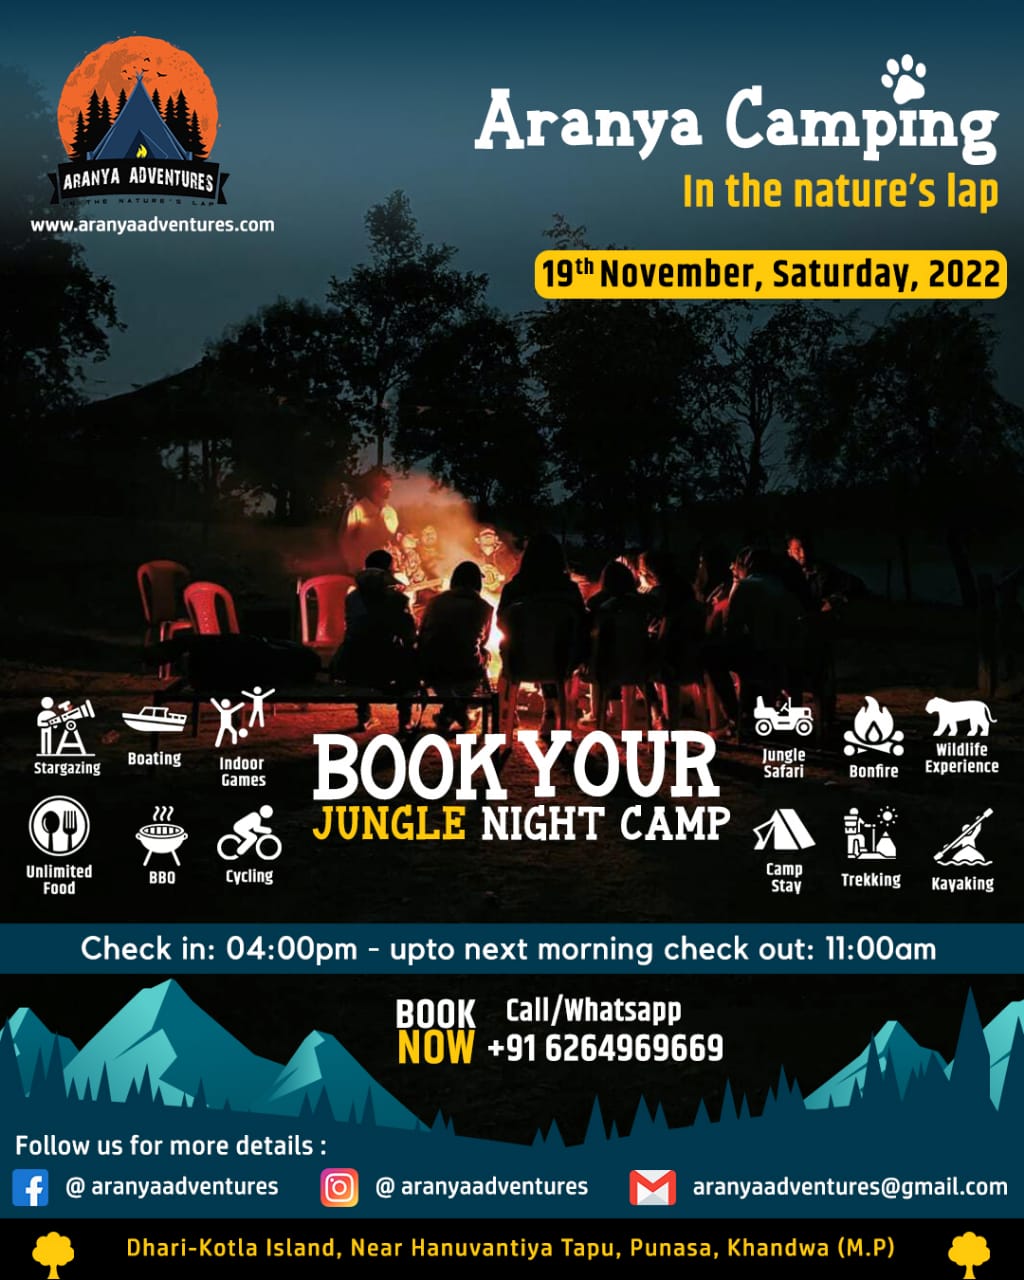 ARANYA ADVENTURES
IN THE NATURE'S LAP
www.aranyaadventures.com
Aranya Camping
In the nature's lap
19th November, Saturday, 2022
Stargazing
Boating
Indoor
Games
Unlimited
Food
BBQ
Cycling
BOOK YOUR
JUNGLE NIGHT CAMP
Jungle
Safari
Bonfire
Wildlife
Experience
Camp
Stay
Trekking
Kayaking
Check in: 04:00pm - upto next morning check out: 11:00am
BOOK
NOW
Call/Whatsapp
+91 6264969669
Follow us for more details :
@ aranyaadventures
@ aranyaadventures
aranyaadventures@gmail.com
Dhari-Kotla Island, Near Hanuvantiya Tapu, Punasa, Khandwa (M.P)